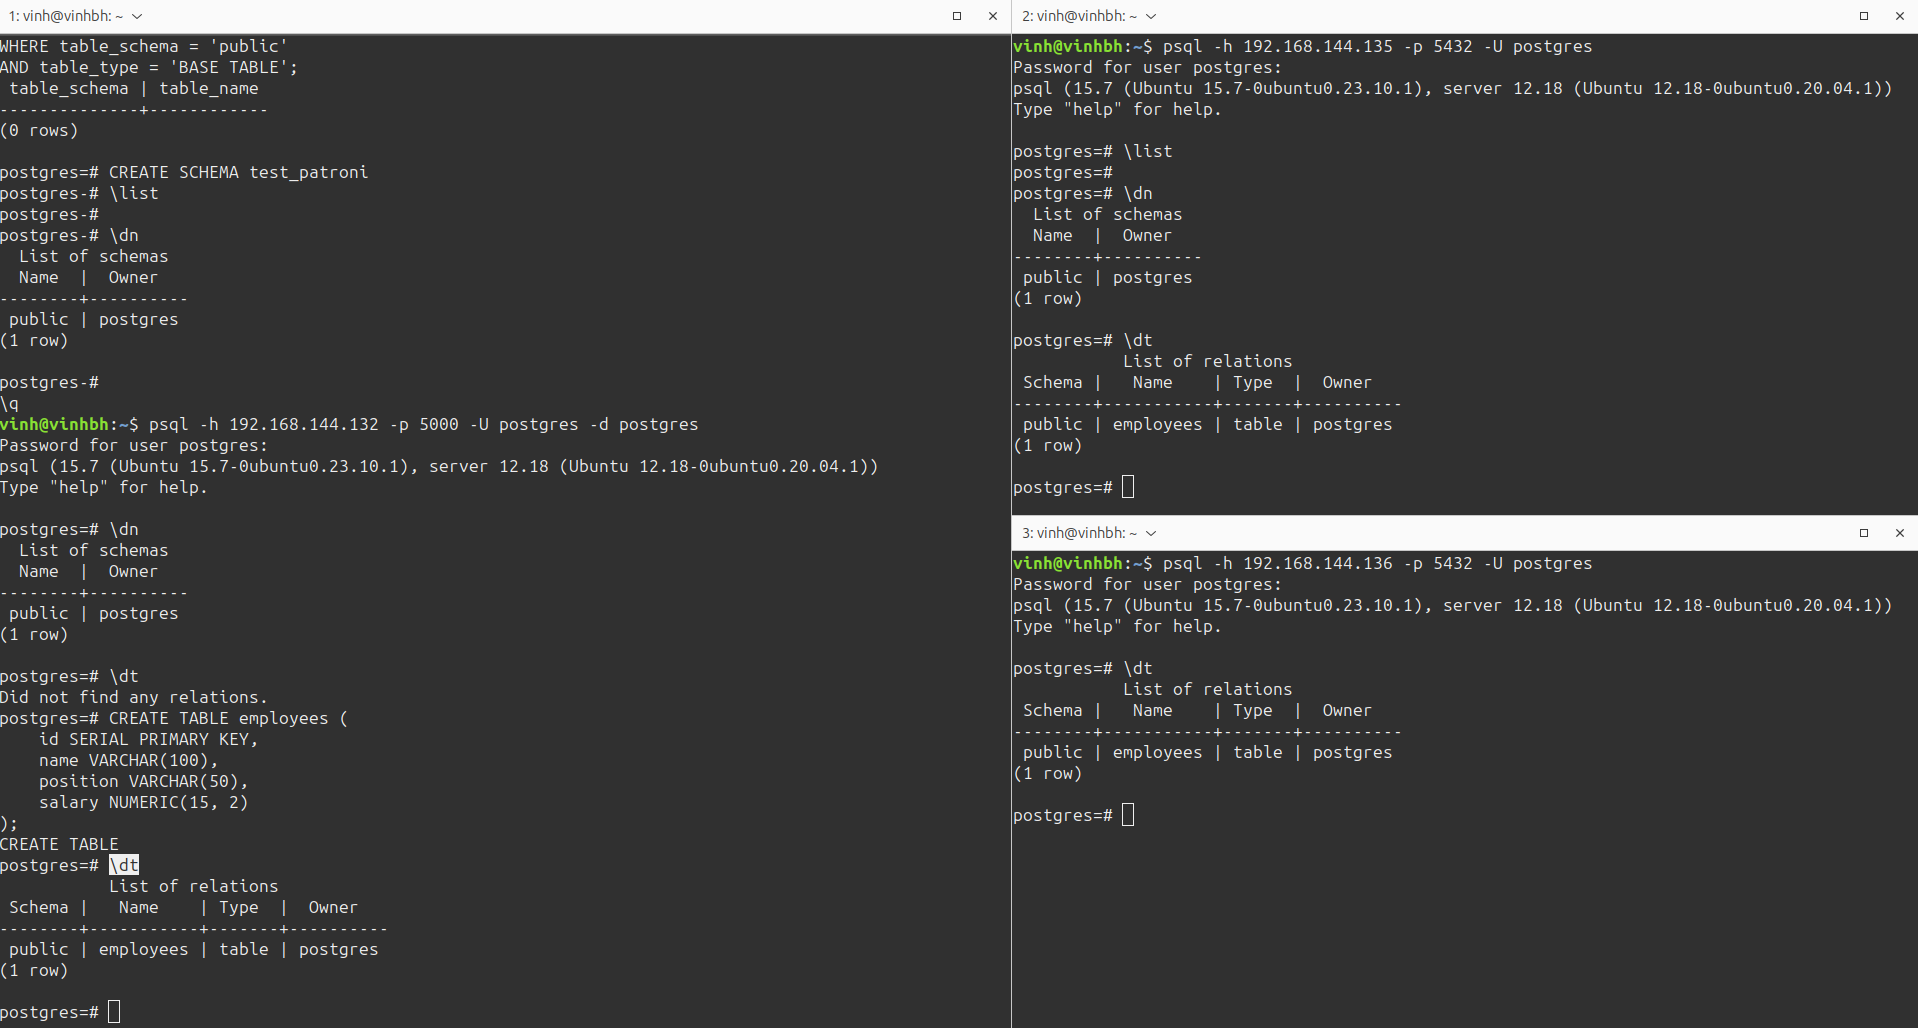 1: vinh@vinhbh: ~
WHERE table_schema = 'public'
AND table_type = 'BASE TABLE';
 table_schema | table_name
--------------+------------
(0 rows)

postgres=# CREATE SCHEMA test_patroni
postgres-# \list
postgres-#
postgres-# \dn
  List of schemas
  Name  |  Owner
--------+----------
 public | postgres
(1 row)

postgres-#
\q
vinh@vinhbh:~$ psql -h 192.168.144.132 -p 5000 -U postgres -d postgres
Password for user postgres:
psql (15.7 (Ubuntu 15.7-0ubuntu0.23.10.1), server 12.18 (Ubuntu 12.18-0ubuntu0.20.04.1))
Type "help" for help.

postgres=# \dn
  List of schemas
  Name  |  Owner
--------+----------
 public | postgres
(1 row)

postgres=# \dt
Did not find any relations.
postgres=# CREATE TABLE employees (
    id SERIAL PRIMARY KEY,
    name VARCHAR(100),
    position VARCHAR(50),
    salary NUMERIC(15, 2)
);
CREATE TABLE
postgres=# \dt
           List of relations
 Schema |   Name    | Type  |  Owner
--------+-----------+-------+----------
 public | employees | table | postgres
(1 row)

postgres=#
2: vinh@vinhbh: ~
vinh@vinhbh:~$ psql -h 192.168.144.135 -p 5432 -U postgres
Password for user postgres:
psql (15.7 (Ubuntu 15.7-0ubuntu0.23.10.1), server 12.18 (Ubuntu 12.18-0ubuntu0.20.04.1))
Type "help" for help.

postgres=# \list
postgres=#
postgres=# \dn
  List of schemas
  Name  |  Owner
--------+----------
 public | postgres
(1 row)

postgres=# \dt
           List of relations
 Schema |   Name    | Type  |  Owner
--------+-----------+-------+----------
 public | employees | table | postgres
(1 row)

postgres=#
3: vinh@vinhbh: ~
vinh@vinhbh:~$ psql -h 192.168.144.136 -p 5432 -U postgres
Password for user postgres:
psql (15.7 (Ubuntu 15.7-0ubuntu0.23.10.1), server 12.18 (Ubuntu 12.18-0ubuntu0.20.04.1))
Type "help" for help.

postgres=# \dt
           List of relations
 Schema |   Name    | Type  |  Owner
--------+-----------+-------+----------
 public | employees | table | postgres
(1 row)

postgres=#